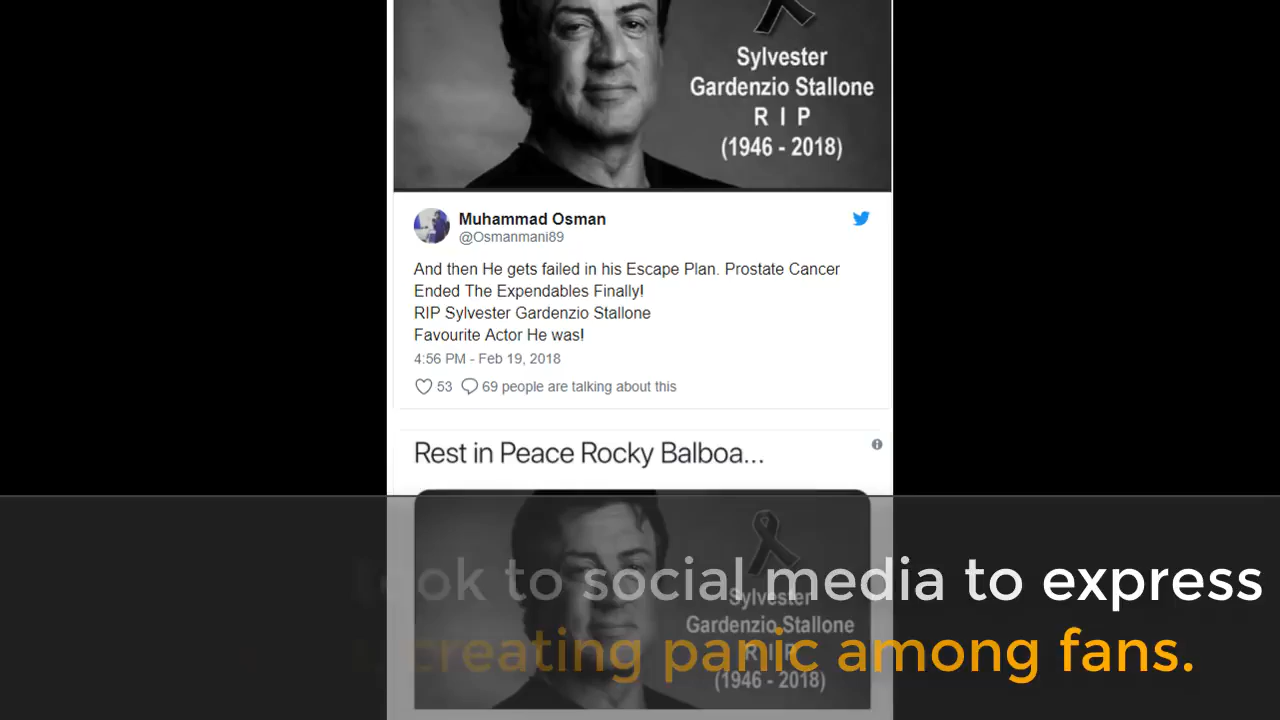 Sylvester
Gardenzio Stallone
R I P
(1946 - 2018)
Muhammad Osman
@Osmanmani89
And then He gets failed in his Escape Plan. Prostate Cancer
Ended The Expendables Finally!
RIP Sylvester Gardenzio Stallone
Favourite Actor He was!
4:56 PM - Feb 19, 2018
53 69 people are talking about this
Rest in Peace Rocky Balboa...
took to social media to express
creating panic among fans.
Sylvester
Gardenzio Stallone
R I P
(1946 - 2018)